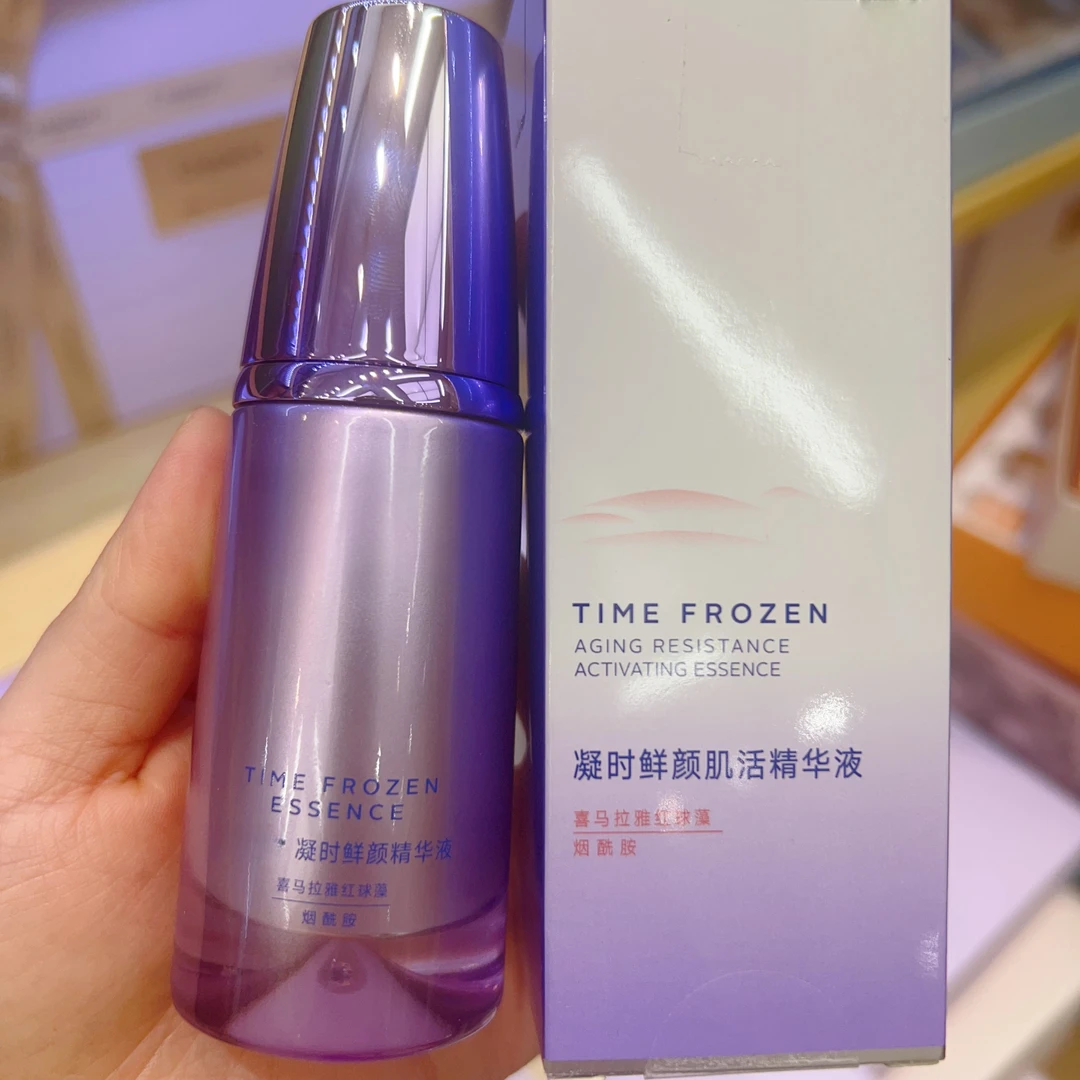 TIME FROZEN
ESSENCE
凝时鲜颜精华液
喜马拉雅红球藻
烟酰胺
TIME FROZEN
AGING RESISTANCE
ACTIVATING ESSENCE
凝时鲜颜肌活精华液
喜马拉雅红球藻
烟酰胺